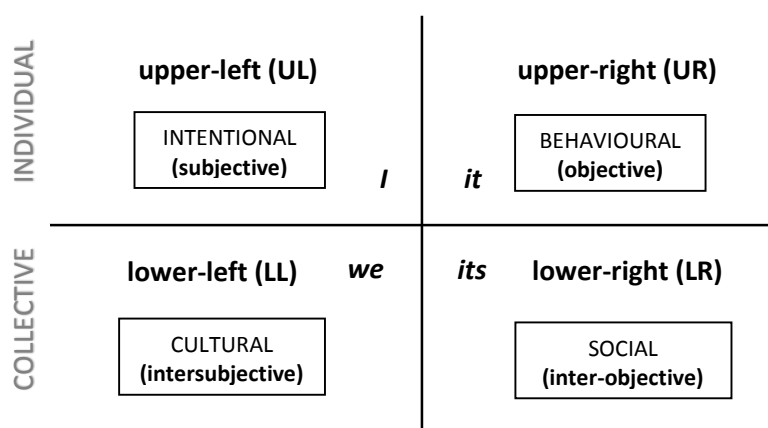 INDIVIDUAL
upper-left (UL)
INTENTIONAL
(subjective)
I
upper-right (UR)
BEHAVIOURAL
(objective)
it
COLLECTIVE
lower-left (LL)
we
CULTURAL
(intersubjective)
its
lower-right (LR)
SOCIAL
(inter-objective)